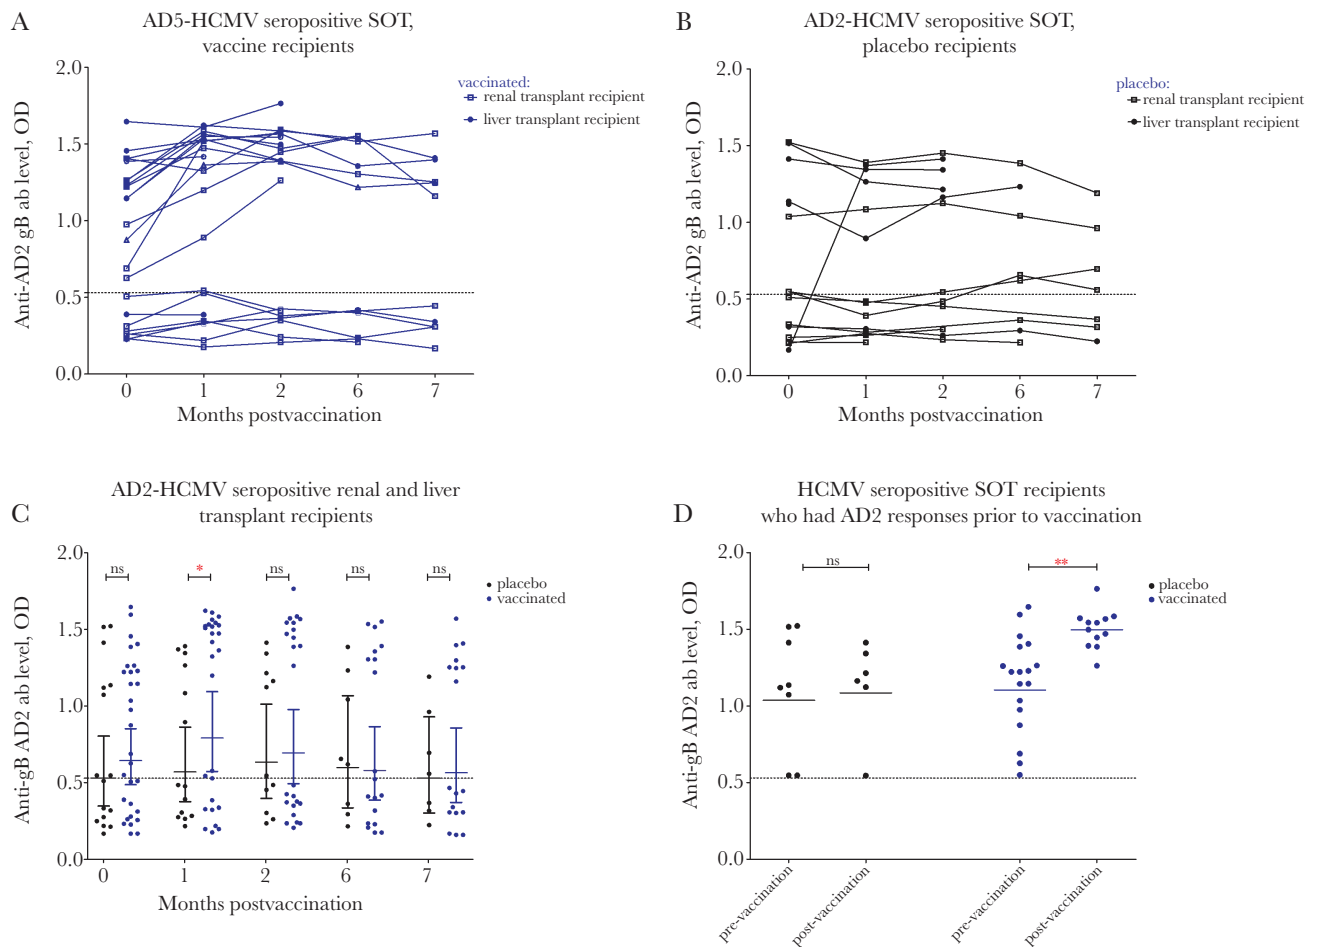 A
AD5-HCMV seropositive SOT,
vaccine recipients
2.0
1.5
1.0
0.5
0.0
Anti-AD2 gB ab level, OD
0 1 2 6 7
Months postvaccination
vaccinated:
renal transplant recipient
liver transplant recipient
B
AD2-HCMV seropositive SOT,
placebo recipients
2.0
1.5
1.0
0.5
0.0
Anti-AD2 gB ab level, OD
0 1 2 6 7
Months postvaccination
placebo:
renal transplant recipient
liver transplant recipient
C
AD2-HCMV seropositive renal and liver
transplant recipients
2.0
1.5
1.0
0.5
0.0
Anti-gB AD2 ab level, OD
ns * ns ns ns
0 1 2 6 7
Months postvaccination
placebo
vaccinated
D
HCMV seropositive SOT recipients
who had AD2 responses prior to vaccination
2.0
1.5
1.0
0.5
0.0
Anti-gB AD2 ab level, OD
ns **
pre-vaccination
post-vaccination
pre-vaccination
post-vaccination
placebo
vaccinated